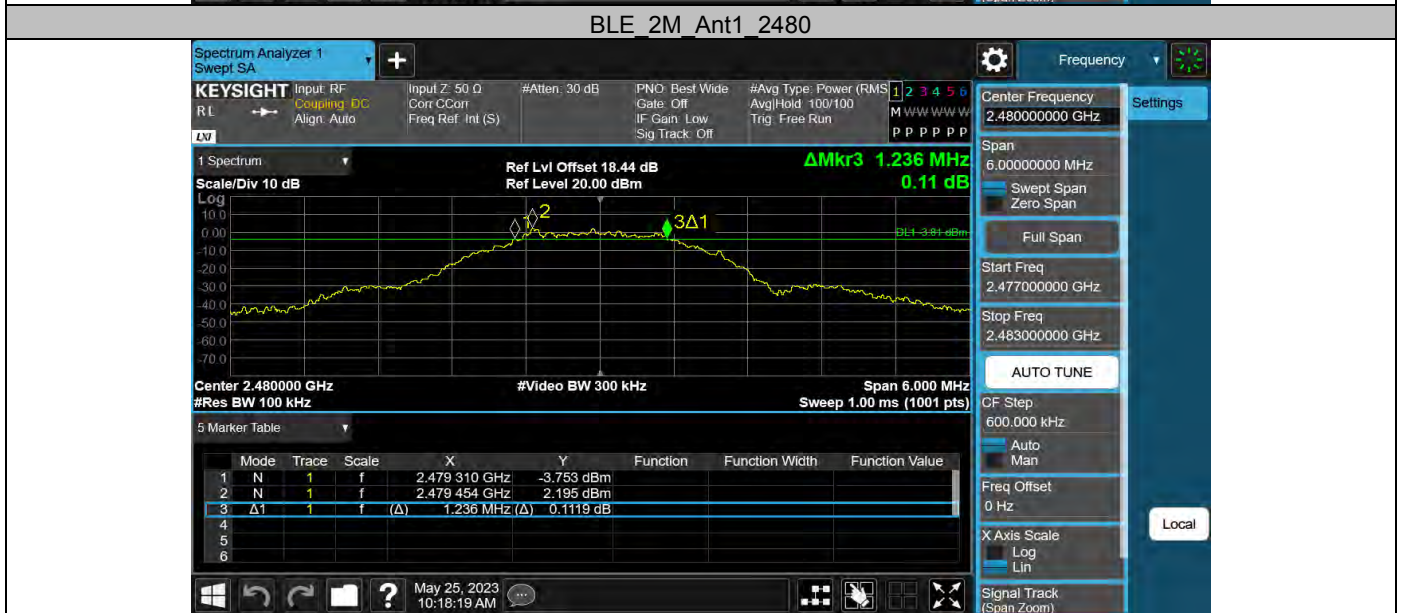 BLE_2M_Ant1_2480
Spectrum Analyzer 1
Swept SA
Frequency
KEYSIGHT
RL
LXI
Input: RF
Coupling: DC
Align: Auto
Input Z: 50 Ω
Corr CCorr
Freq Ref: Int (S)
#Atten: 30 dB
PNO: Best Wide
Gate: Off
IF Gain: Low
Sig Track: Off
#Avg Type: Power (RMS
Avg|Hold: 100/100
Trig: Free Run
1 2 3 4 5 6
M W W W W W
P P P P P P
Center Frequency
2.480000000 GHz
Settings
Span
6.00000000 MHz
Swept Span
Zero Span
Full Span
Start Freq
2.477000000 GHz
Stop Freq
2.483000000 GHz
AUTO TUNE
CF Step
600.000 kHz
Auto
Man
Freq Offset
0 Hz
X Axis Scale
Log
Lin
Signal Track
(Span Zoom)
Local
1 Spectrum
Scale/Div 10 dB
Log
Ref Lvl Offset 18.44 dB
Ref Level 20.00 dBm
ΔMkr3 1.236 MHz
0.11 dB
10.0
0.00
-10.0
-20.0
-30.0
-40.0
-50.0
-60.0
-70.0
1
2
3Δ1
DL1 -3.81 dBm
Center 2.480000 GHz
#Video BW 300 kHz
Span 6.000 MHz
#Res BW 100 kHz
Sweep 1.00 ms (1001 pts)
5 Marker Table
Mode Trace Scale X Y Function Function Width Function Value
1 N 1 f 2.479 310 GHz -3.753 dBm
2 N 1 f 2.479 454 GHz 2.195 dBm
3 Δ1 1 f (Δ) 1.236 MHz (Δ) 0.1119 dB
4
5
6
?
May 25, 2023
10:18:19 AM